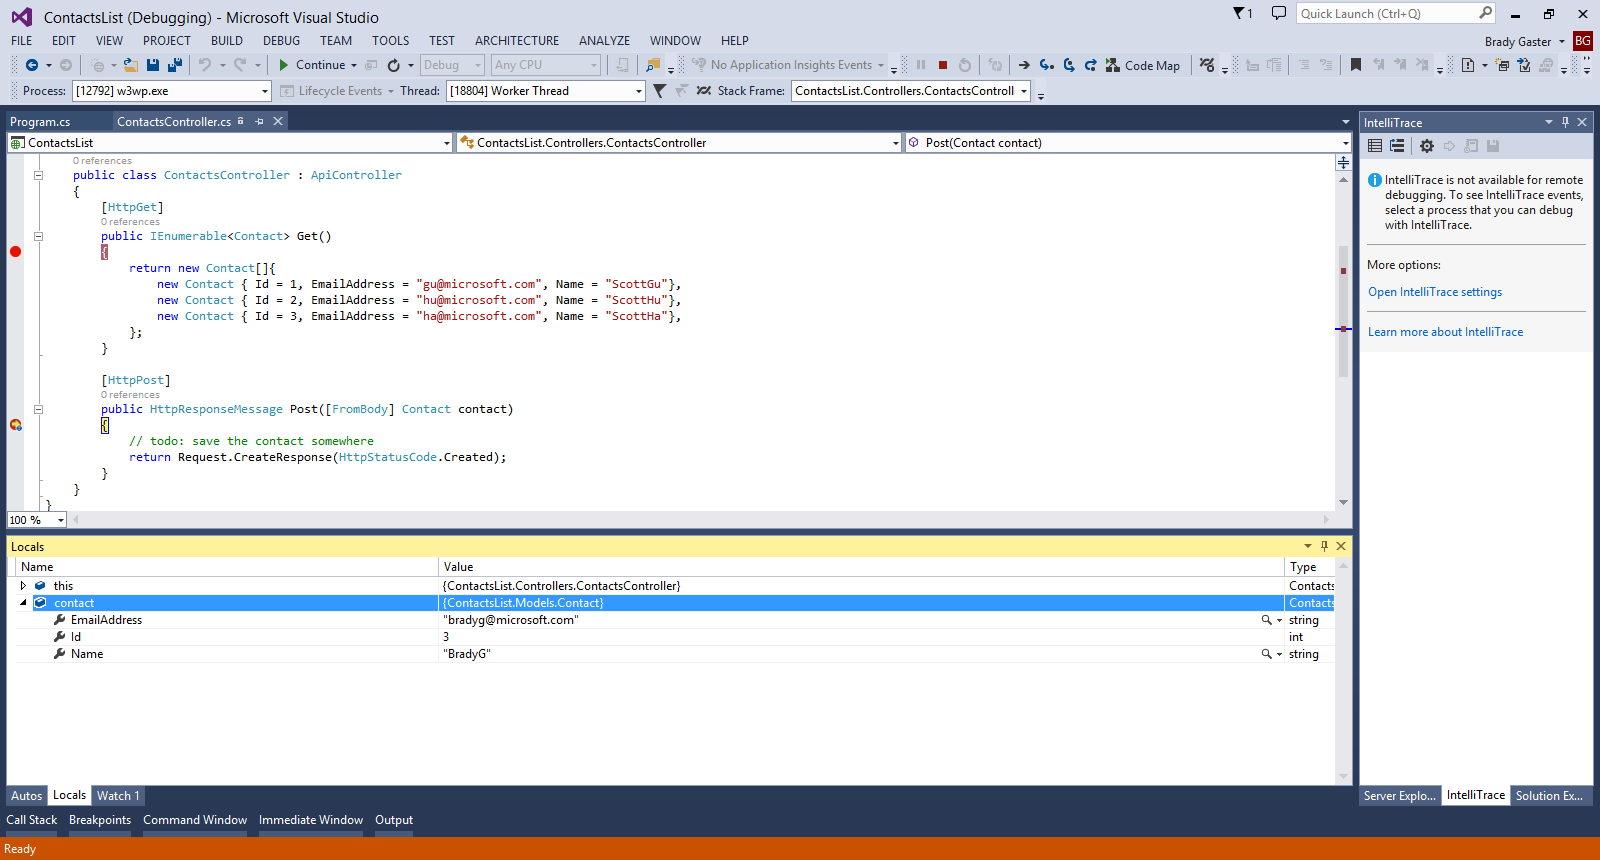 ContactsList (Debugging) - Microsoft Visual Studio
1
Quick Launch (Ctrl+Q)
FILE EDIT VIEW PROJECT BUILD DEBUG TEAM TOOLS TEST ARCHITECTURE ANALYZE WINDOW HELP
Brady Gaster BG
Continue Debug Any CPU No Application Insights Events Code Map
Process: [12792] w3wp.exe Lifecycle Events Thread: [18804] Worker Thread Stack Frame: ContactsList.Controllers.ContactsControll
Program.cs ContactsController.cs
ContactsList ContactsList.Controllers.ContactsController Post(Contact contact)
0 references
public class ContactsController : ApiController
{
[HttpGet]
0 references
public IEnumerable<Contact> Get()
{
return new Contact[]{
new Contact { Id = 1, EmailAddress = "gu@microsoft.com", Name = "ScottGu"},
new Contact { Id = 2, EmailAddress = "hu@microsoft.com", Name = "ScottHu"},
new Contact { Id = 3, EmailAddress = "ha@microsoft.com", Name = "ScottHa"},
};
}
[HttpPost]
0 references
public HttpResponseMessage Post([FromBody] Contact contact)
{
// todo: save the contact somewhere
return Request.CreateResponse(HttpStatusCode.Created);
}
}
}
100 %
IntelliTrace
IntelliTrace is not available for remote
debugging. To see IntelliTrace events,
select a process that you can debug
with IntelliTrace.
More options:
Open IntelliTrace settings
Learn more about IntelliTrace
Locals
Name Value Type
this {ContactsList.Controllers.ContactsController} Contacts
contact {ContactsList.Models.Contact} Contacts
EmailAddress "bradyg@microsoft.com" string
Id 3 int
Name "BradyG" string
Autos Locals Watch 1
Server Explo... IntelliTrace Solution Ex...
Call Stack Breakpoints Command Window Immediate Window Output
Ready